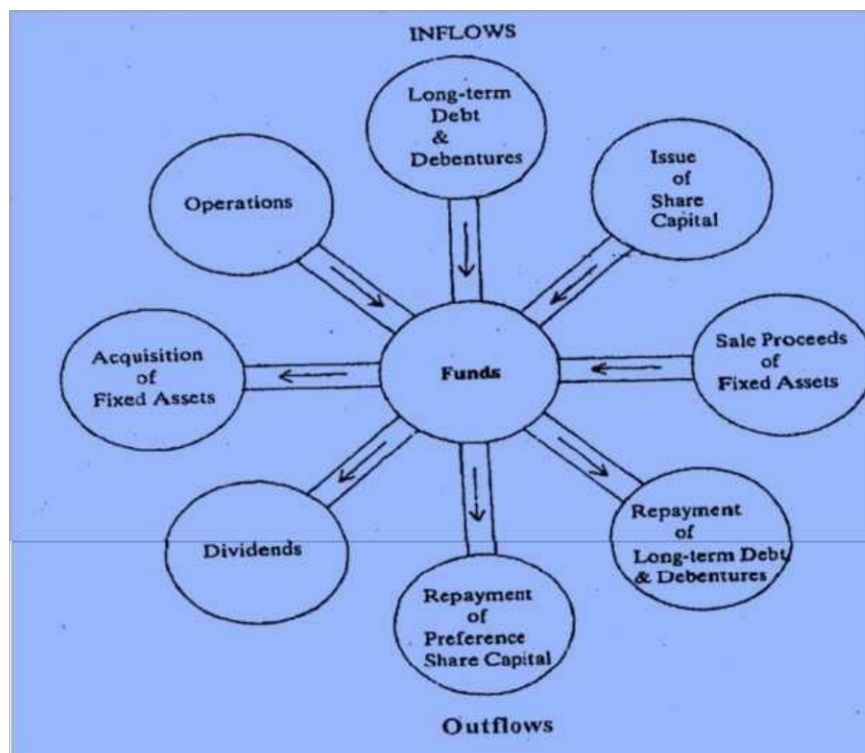 INFLOWS
Long-term
Debt
&
Debentures
Issue
of
Share
Capital
Operations
Sale Proceeds
of
Fixed Assets
Acquisition
of
Fixed Assets
Funds
Dividends
Repayment
of
Preference
Share Capital
Repayment
of
Long-term Debt
& Debentures
Outflows